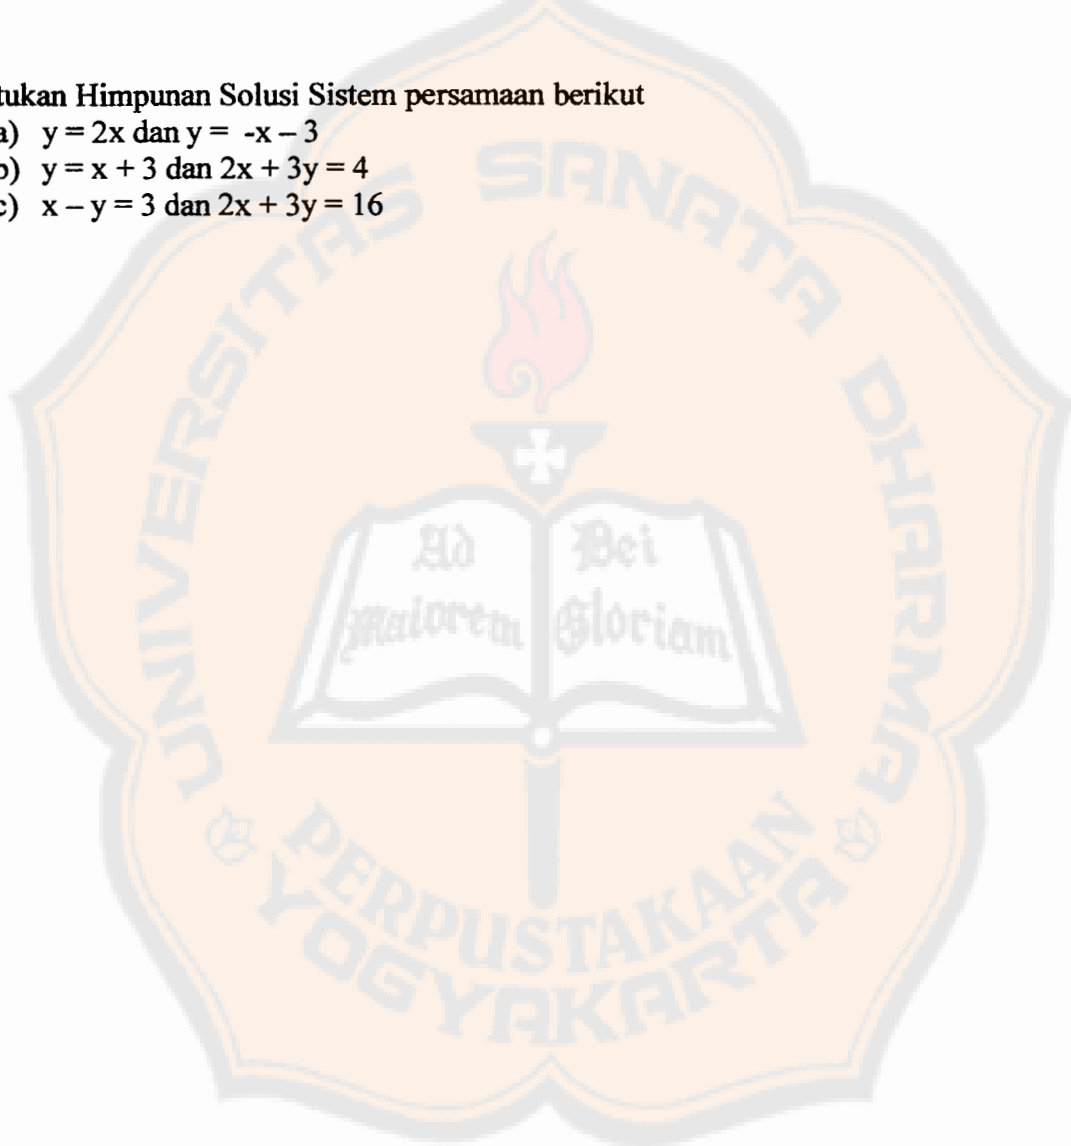 tukan Himpunan Solusi Sistem persamaan berikut
a) y = 2x dan y = -x – 3
b) y = x + 3 dan 2x + 3y = 4
c) x – y = 3 dan 2x + 3y = 16
UNIVERSITAS SANATA DHARMA
Ad Dei
Maiorem Gloriam
PERPUSTAKAAN
YOGYAKARTA